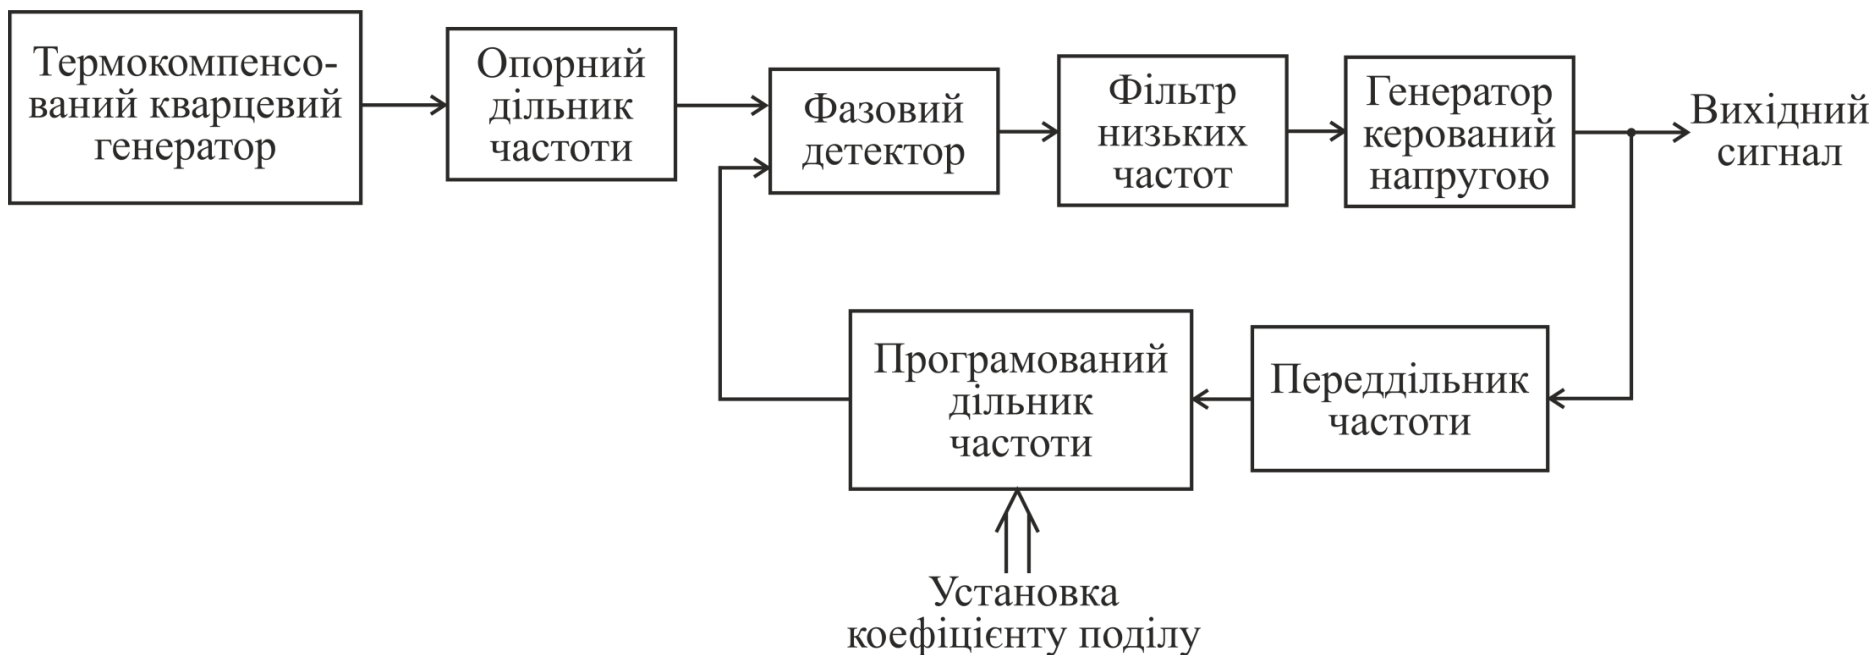 Термокомпенсо-
ваний кварцевий
генератор
Опорний
дільник
частоти
Фазовий
детектор
Фільтр
низьких
частот
Генератор
керований
напругою
Вихідний
сигнал
Програмований
дільник
частоти
Переддільник
частоти
Установка
коефіцієнту поділу